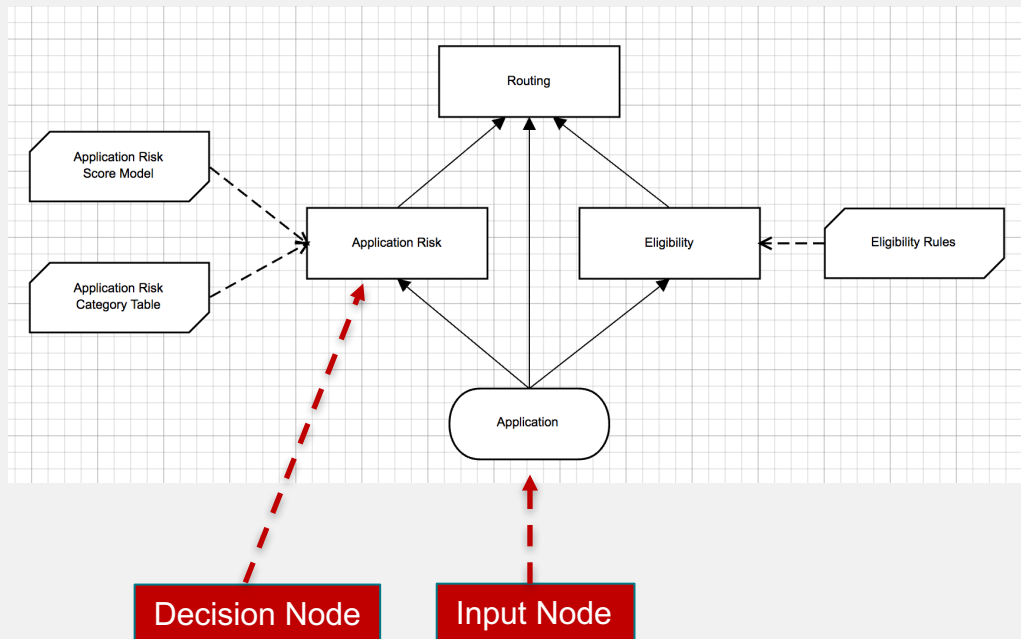 Routing
Application Risk
Score Model
Application Risk
Eligibility
Eligibility Rules
Application Risk
Category Table
Application
Decision Node
Input Node